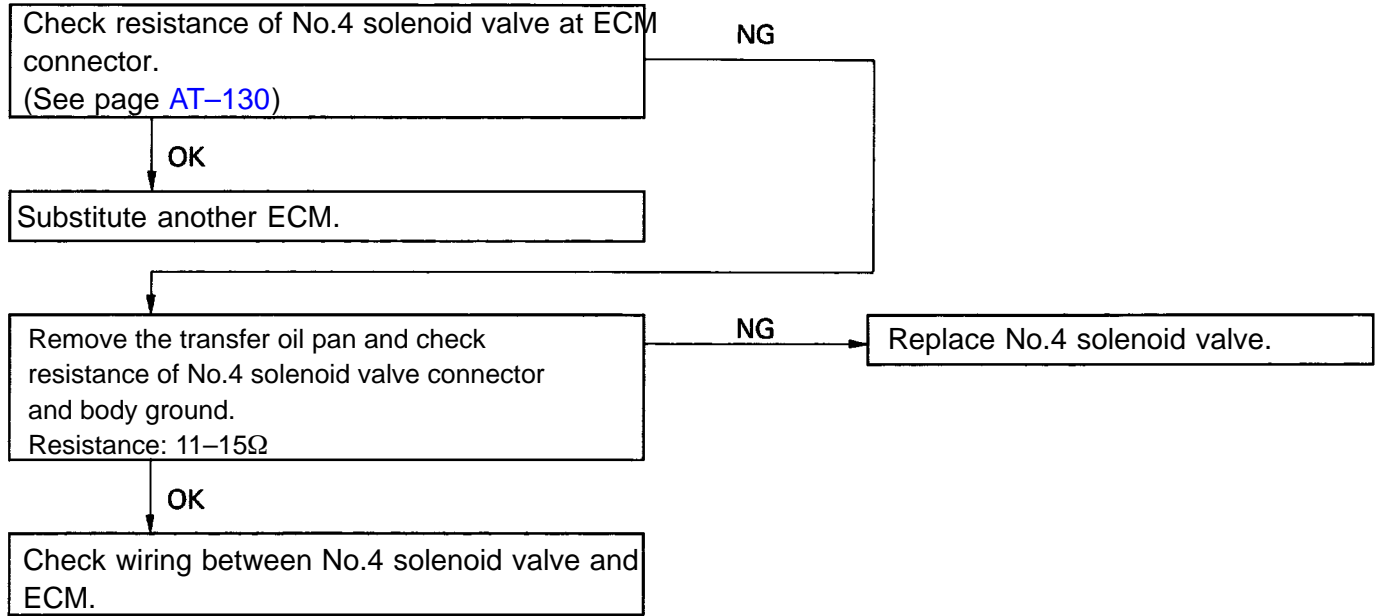 Check resistance of No.4 solenoid valve at ECM
connector.
(See page AT–130)
NG
OK
Substitute another ECM.
Remove the transfer oil pan and check
resistance of No.4 solenoid valve connector
and body ground.
Resistance: 11–15Ω
NG
Replace No.4 solenoid valve.
OK
Check wiring between No.4 solenoid valve and
ECM.